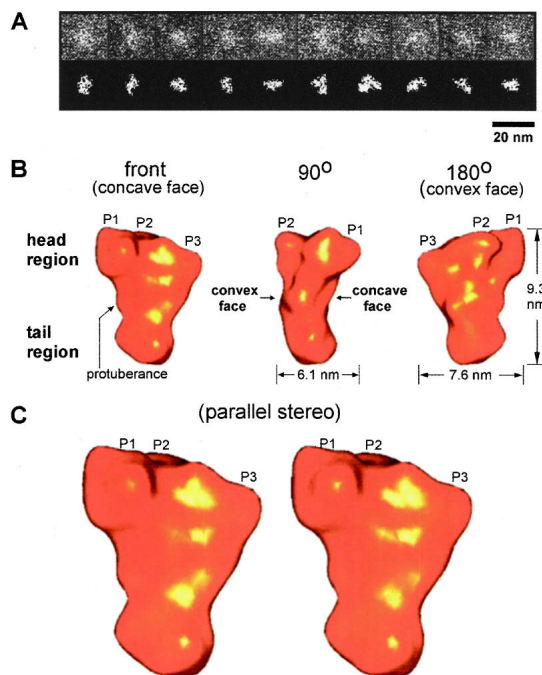 A
20 nm
B
front
(concave face)
90º
180º
(convex face)
P1
P2
P3
P2
P1
P3
P2
P1
head
region
convex
face
concave
face
9.3
nm
tail
region
protuberance
6.1 nm
7.6 nm
C
(parallel stereo)
P1
P2
P3
P1
P2
P3